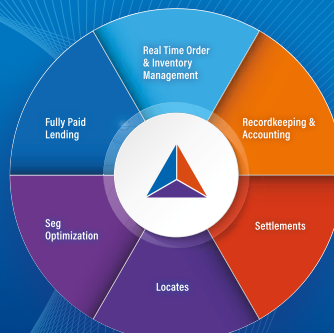 Real Time Order
& Inventory
Management
Recordkeeping &
Accounting
Settlements
Locates
Seg
Optimization
Fully Paid
Lending